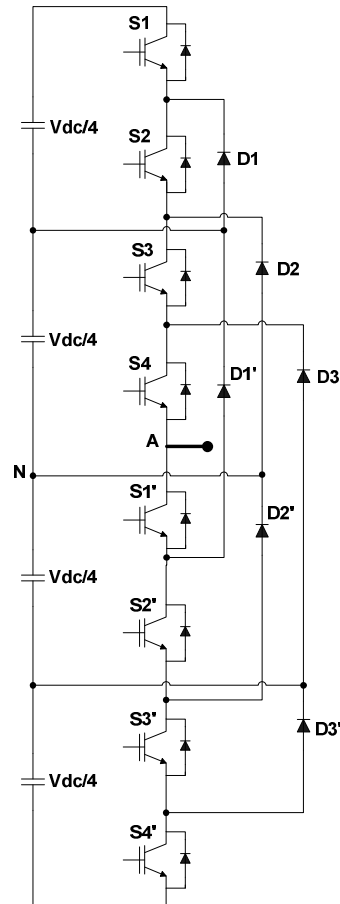 S1
Vdc/4
S2
D1
S3
D2
Vdc/4
S4
D1'
D3
A
N
S1'
D2'
Vdc/4
S2'
S3'
D3'
Vdc/4
S4'